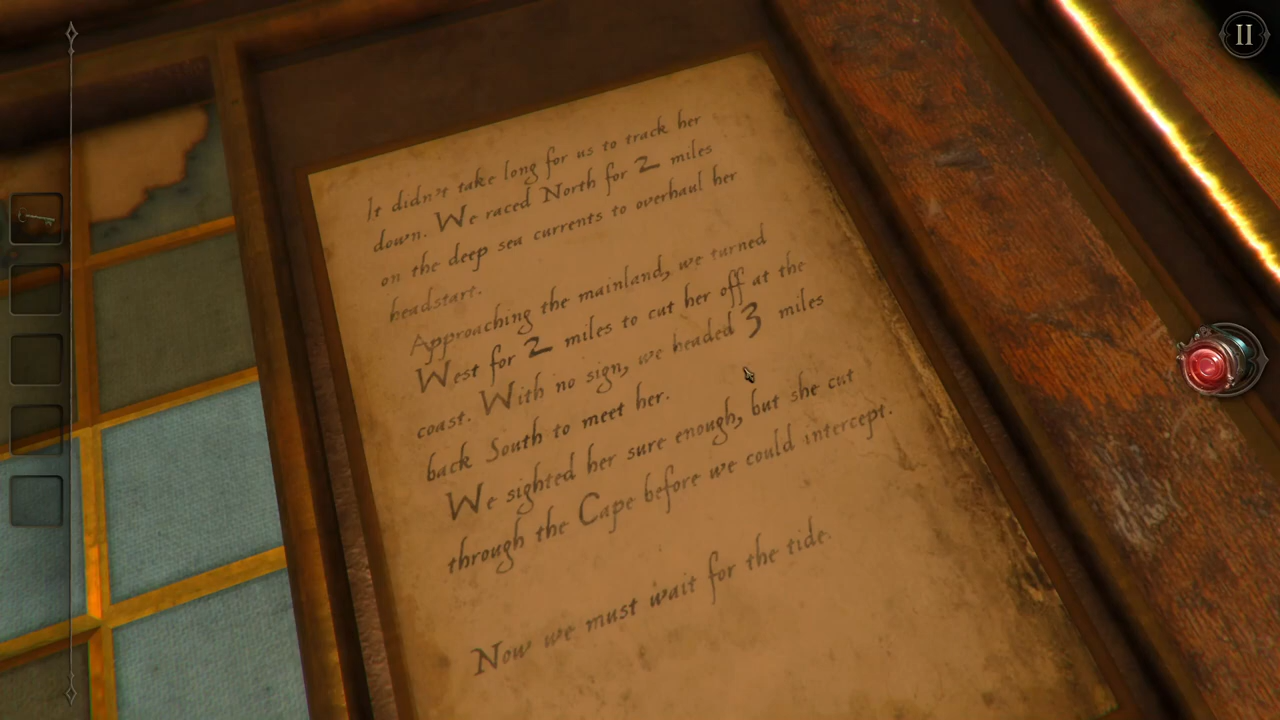 II
It didn't take long for us to track her
down. We raced North for 2 miles
on the deep sea currents to overhaul her
headstart.
Approaching the mainland, we turned
West for 2 miles to cut her off at the
coast. With no sign, we headed 3 miles
back South to meet her.
We sighted her sure enough, but she cut
through the Cape before we could intercept.
Now we must wait for the tide.